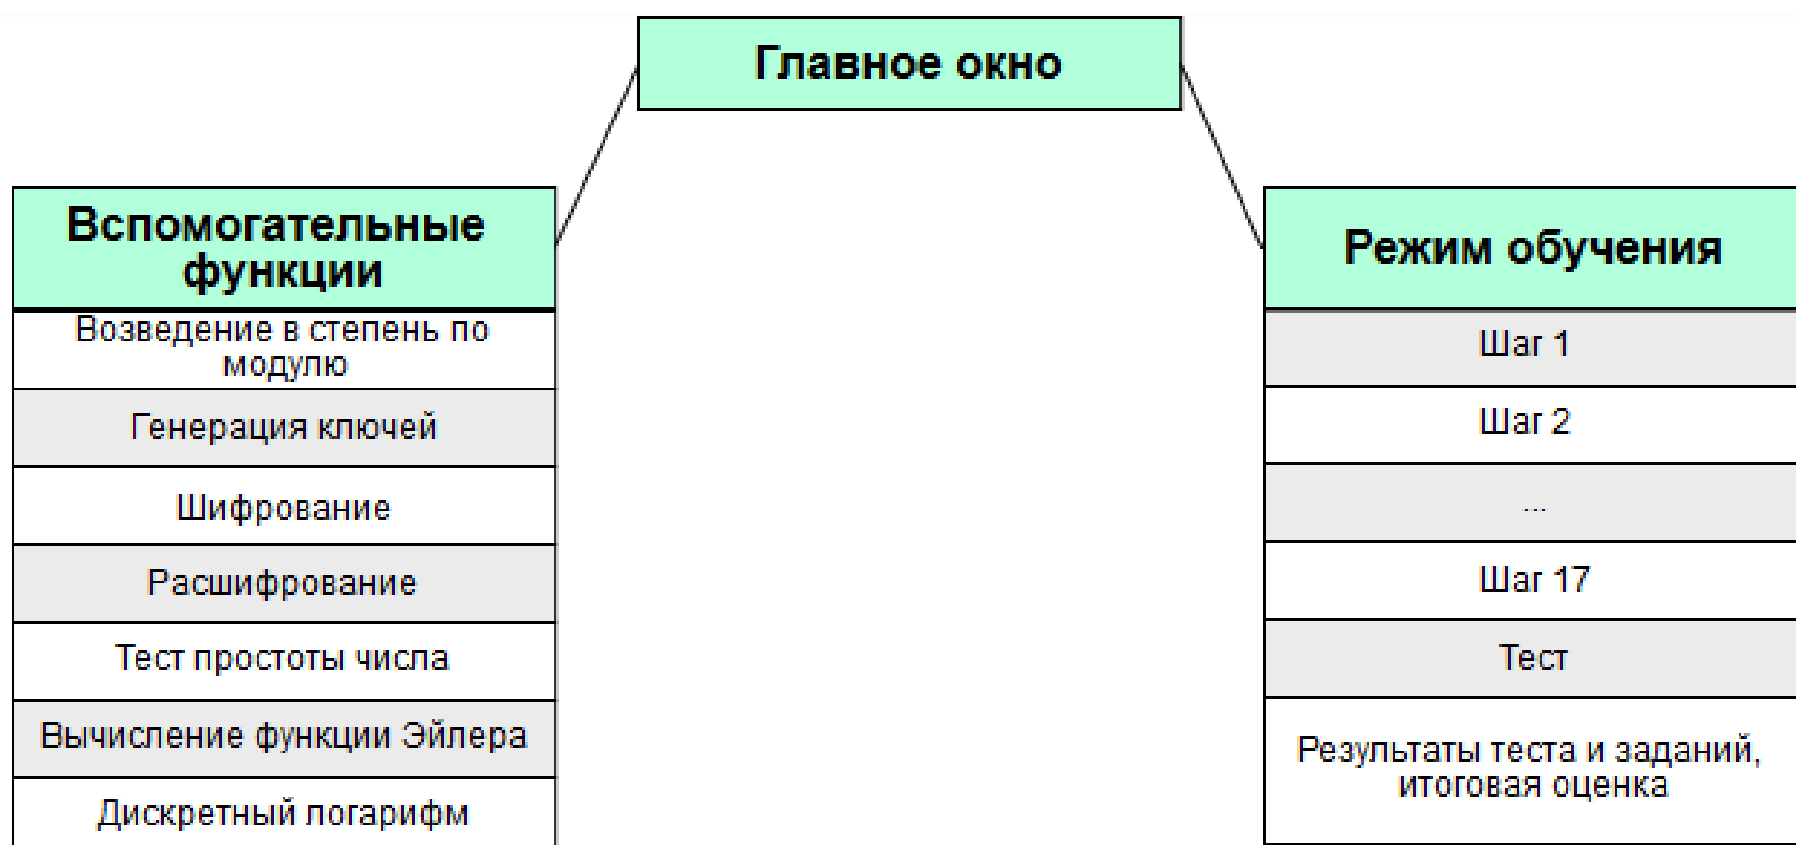 Главное окно
Вспомогательные
функции
Возведение в степень по
модулю
Генерация ключей
Шифрование
Расшифрование
Тест простоты числа
Вычисление функции Эйлера
Дискретный логарифм
Режим обучения
Шаг 1
Шаг 2
...
Шаг 17
Тест
Результаты теста и заданий,
итоговая оценка